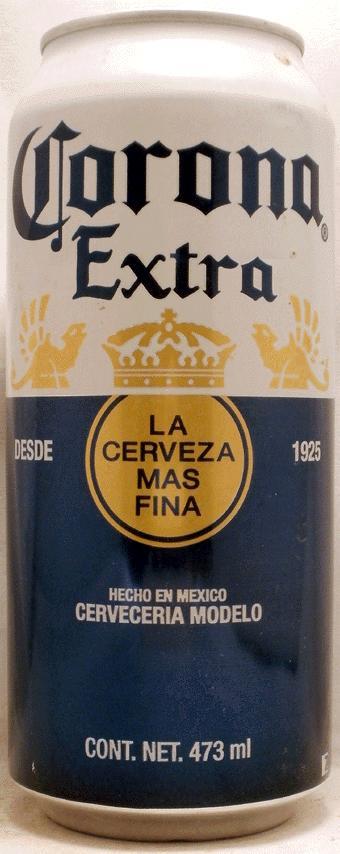 Corona®
Extra
DESDE
LA
CERVEZA
MAS
FINA
1925
HECHO EN MEXICO
CERVECERIA MODELO
CONT. NET. 473 ml